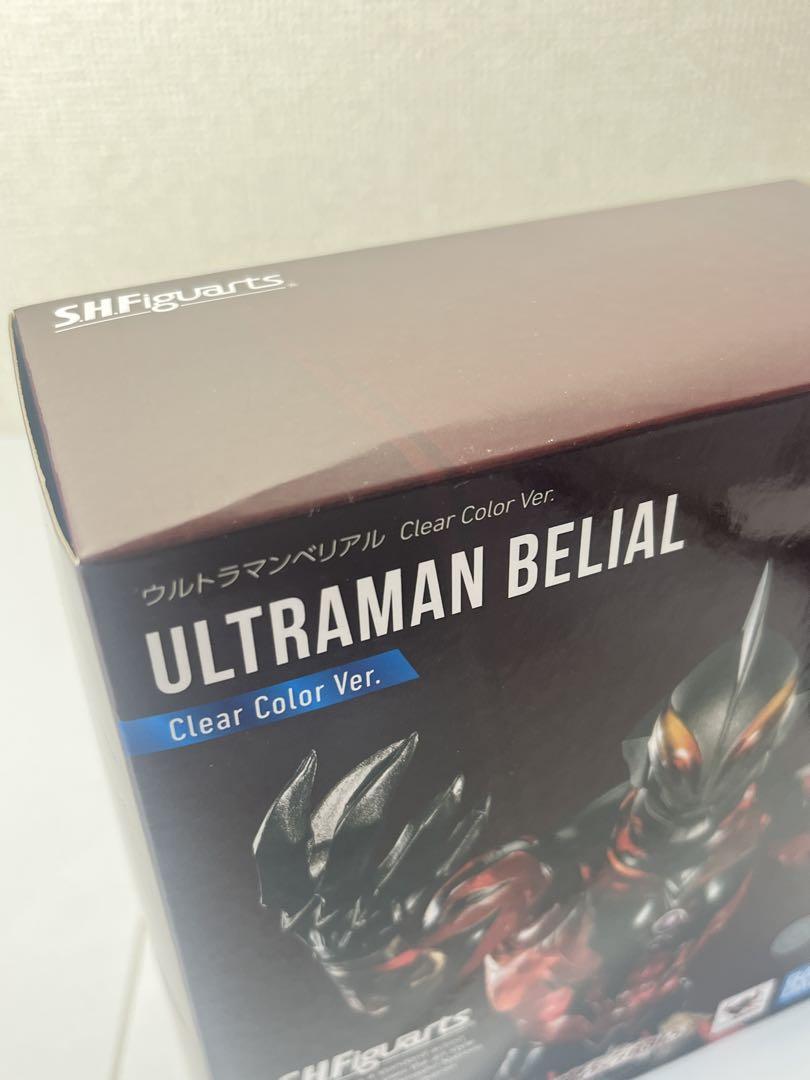 S.H.Figuarts
ウルトラマンベリアル Clear Color Ver.
ULTRAMAN BELIAL
Clear Color Ver.
S.H.Figuarts